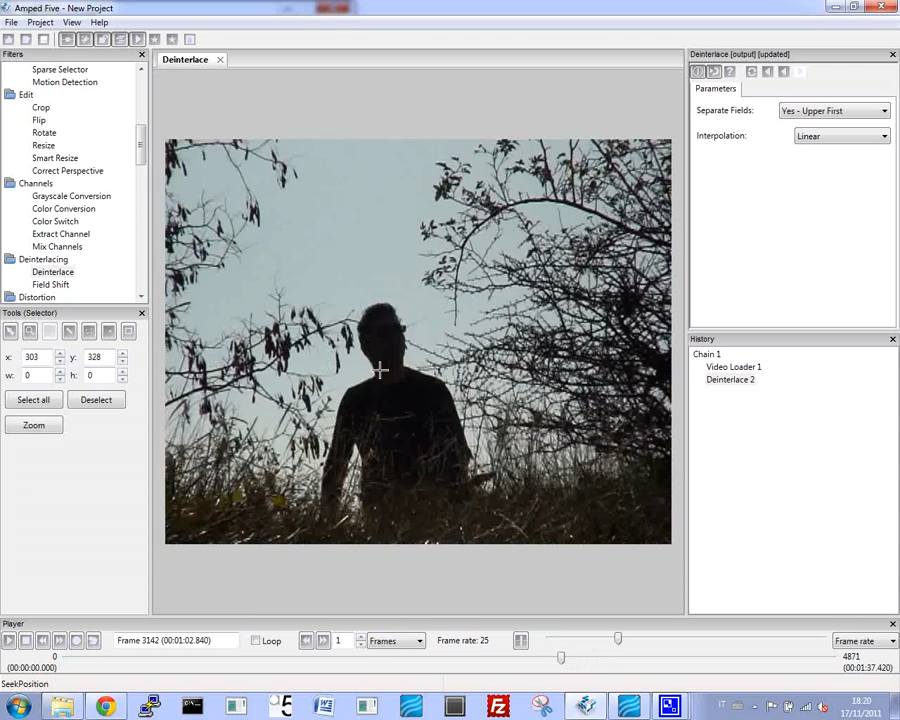 Amped Five - New Project
File Project View Help
Filters
Sparse Selector
Motion Detection
Edit
Crop
Flip
Rotate
Resize
Smart Resize
Correct Perspective
Channels
Grayscale Conversion
Color Conversion
Color Switch
Extract Channel
Mix Channels
Deinterlacing
Deinterlace
Field Shift
Distortion
Tools (Selector)
x: 303 y: 328
w: 0 h: 0
Select all Deselect
Zoom
Deinterlace
Deinterlace [output] [updated]
Parameters
Separate Fields: Yes - Upper First
Interpolation: Linear
History
Chain 1
Video Loader 1
Deinterlace 2
Player
Frame 3142 (00:01:02.840) Loop 1 Frames Frame rate: 25 Frame rate
0 4871
(00:00:00.000) (00:01:37.420)
SeekPosition
IT 18:20
17/11/2011